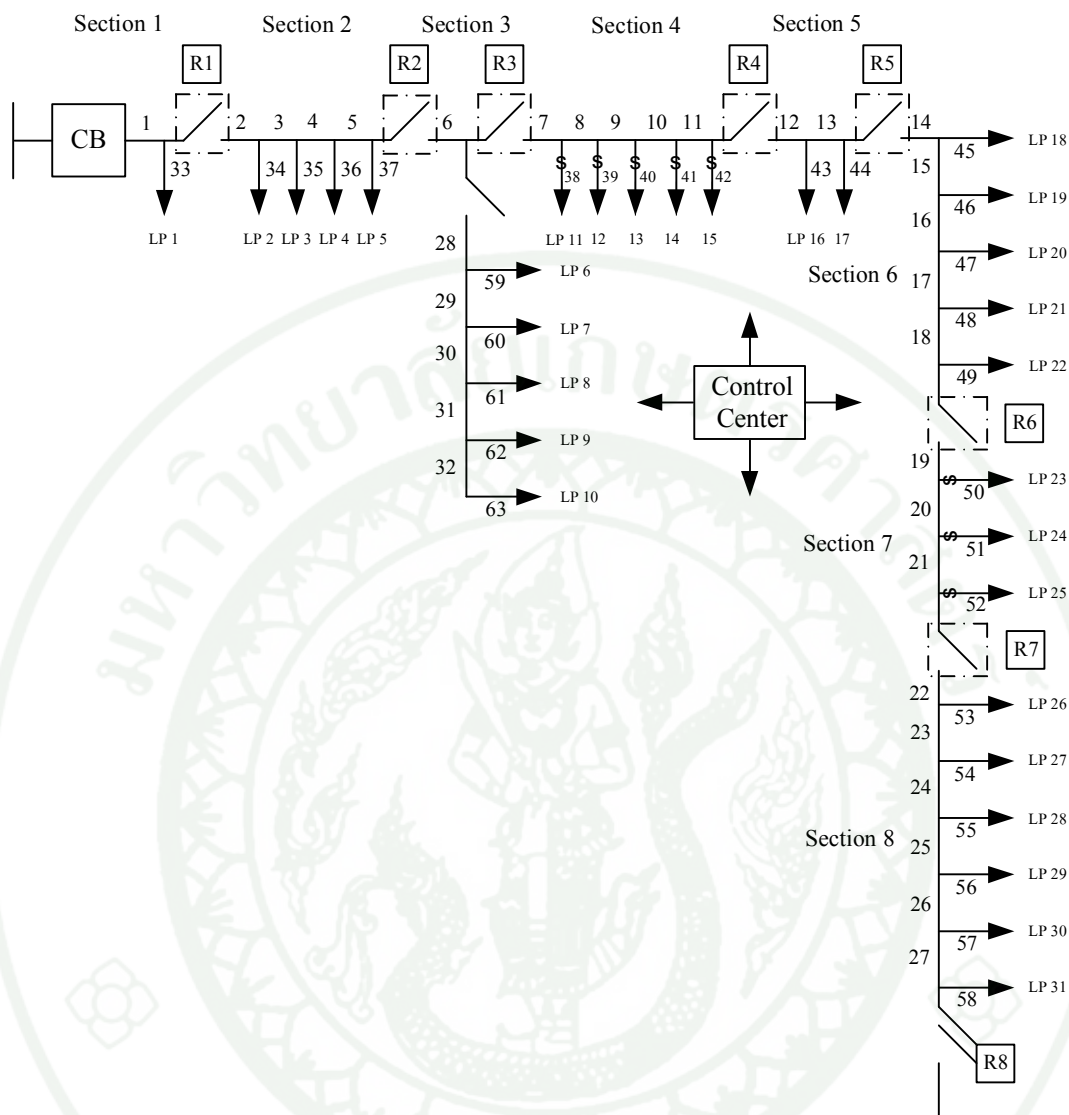 Section 1
Section 2
Section 3
Section 4
Section 5
R1
R2
R3
R4
R5
CB
1
2
3
4
5
6
7
8
9
10
11
12
13
14
33
34
35
36
37
S
38
S
39
S
40
S
41
S
42
43
44
45
LP 18
15
LP 1
LP 2
LP 3
LP 4
LP 5
LP 11
12
13
14
15
LP 16
17
46
LP 19
16
47
LP 20
Section 6
17
48
LP 21
18
49
LP 22
28
59
LP 6
29
60
LP 7
30
61
LP 8
31
62
LP 9
32
63
LP 10
Control
Center
R6
19
S
50
LP 23
20
Section 7
S
51
LP 24
21
S
52
LP 25
R7
22
53
LP 26
23
54
LP 27
24
55
LP 28
Section 8
25
56
LP 29
26
57
LP 30
27
58
LP 31
R8